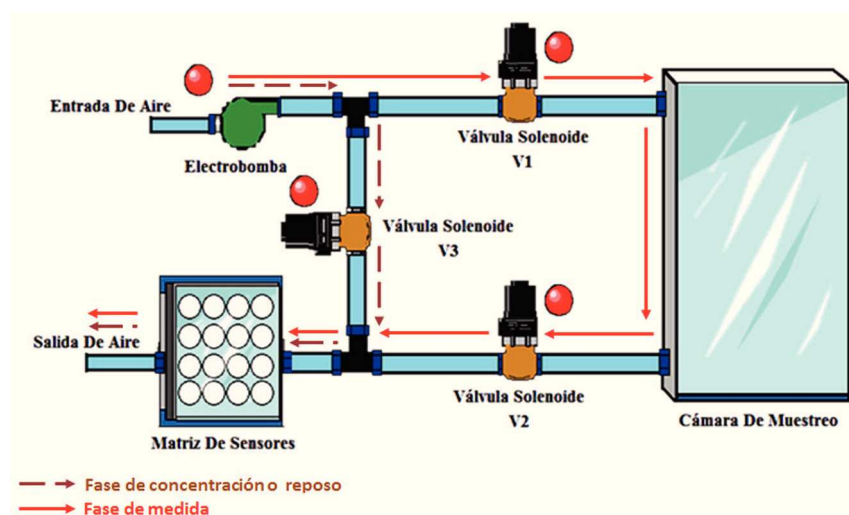 Entrada De Aire
Electrobomba
Válvula Solenoide
V1
Válvula Solenoide
V3
Salida De Aire
Matriz De Sensores
Válvula Solenoide
V2
Cámara De Muestreo
Fase de concentración o reposo
Fase de medida